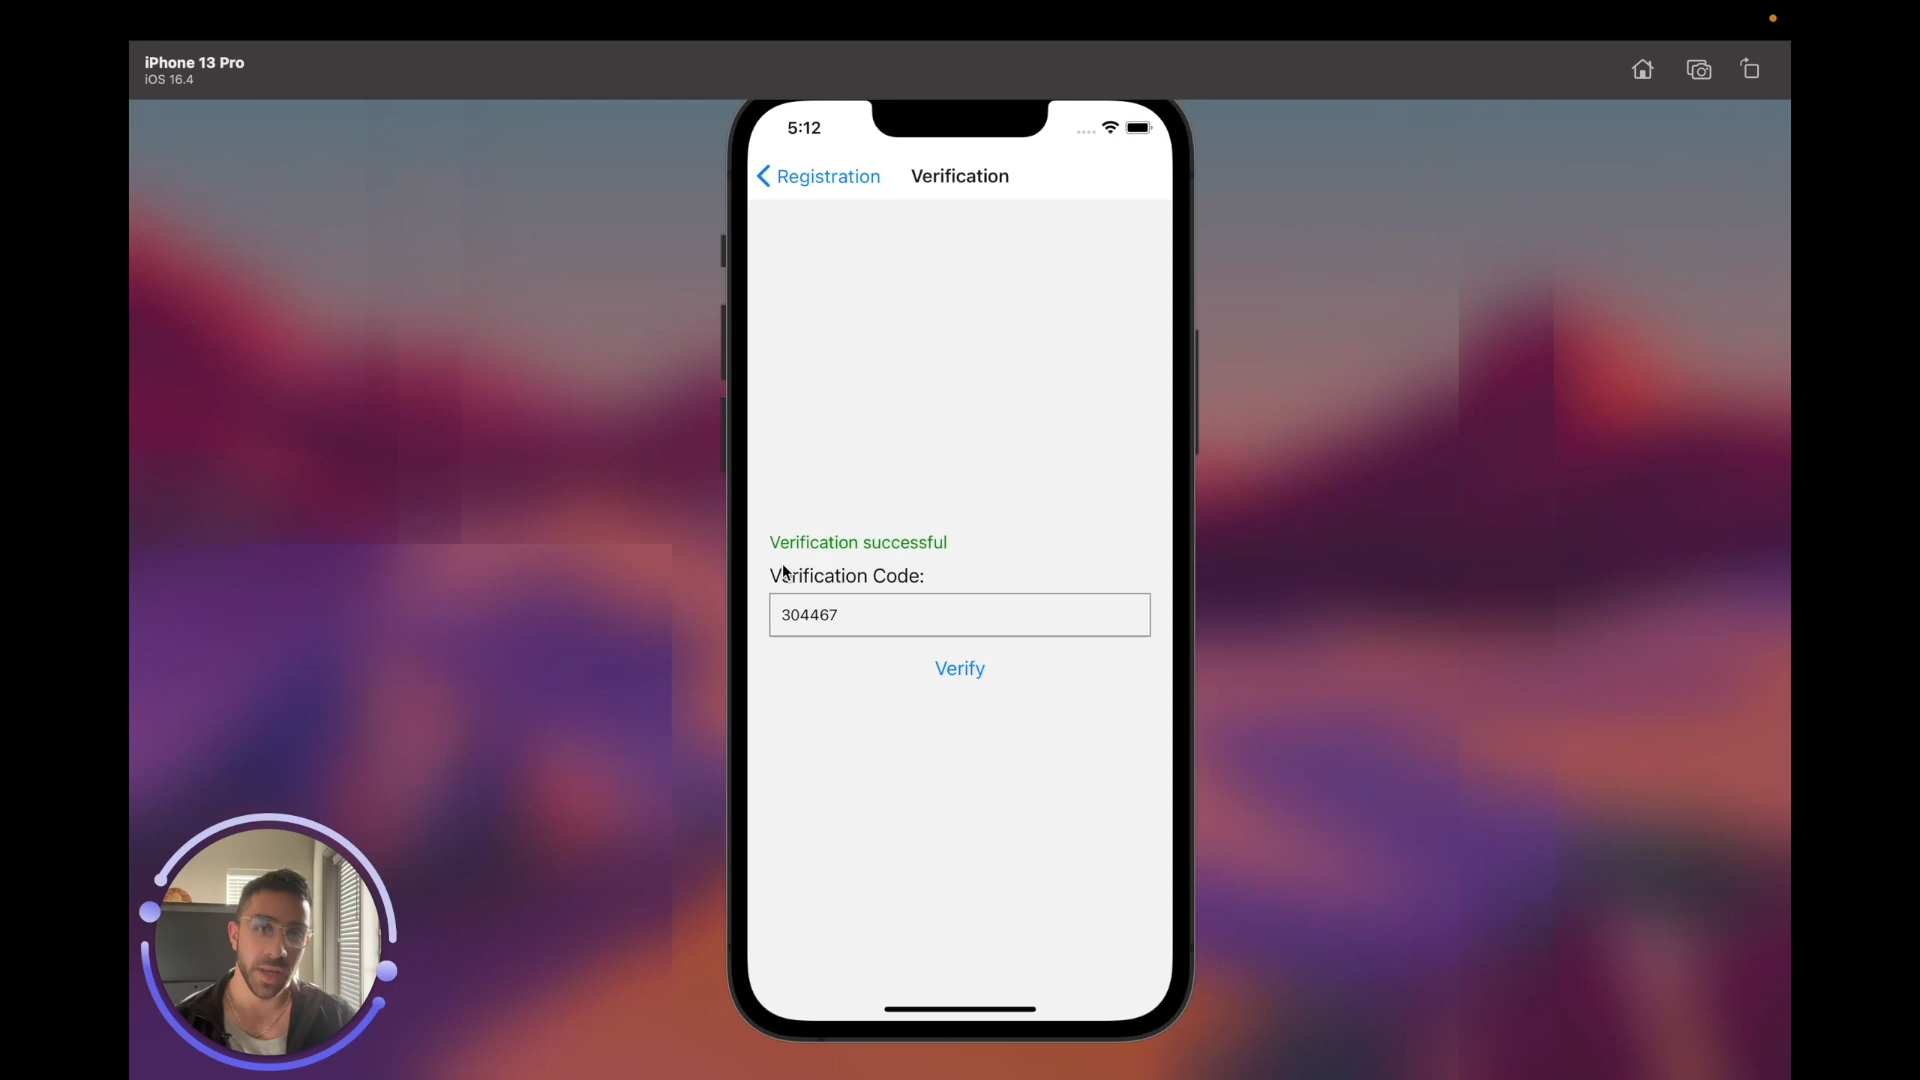 iPhone 13 Pro
iOS 16.4
5:12
Registration
Verification
Verification successful
Verification Code:
304467
Verify